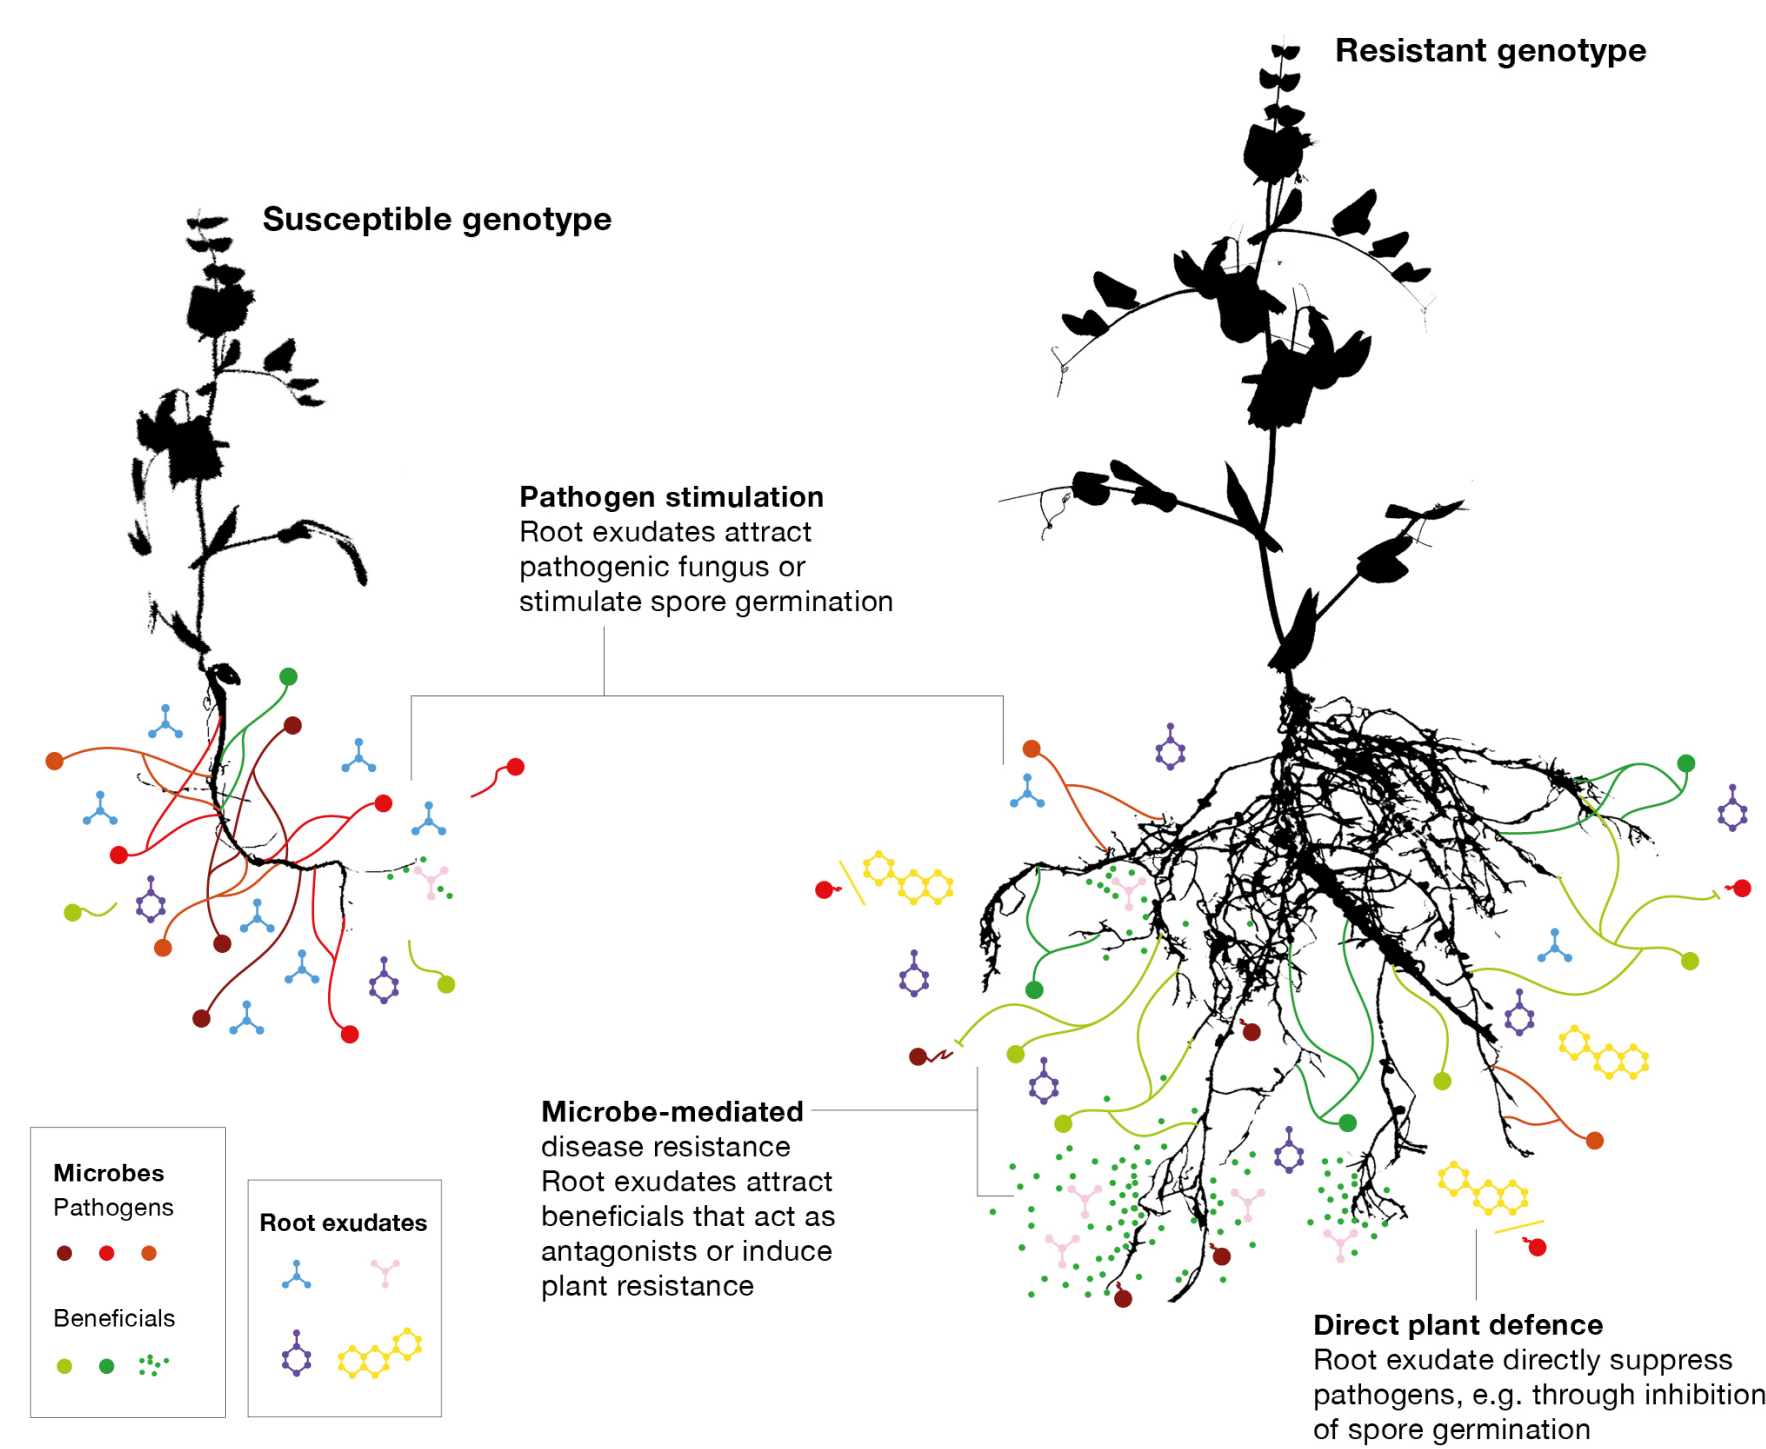 Resistant genotype
Susceptible genotype
Pathogen stimulation
Root exudates attract
pathogenic fungus or
stimulate spore germination
Microbe-mediated
disease resistance
Root exudates attract
beneficials that act as
antagonists or induce
plant resistance
Microbes
Pathogens
Beneficials
Root exudates
Direct plant defence
Root exudate directly suppress
pathogens, e.g. through inhibition
of spore germination